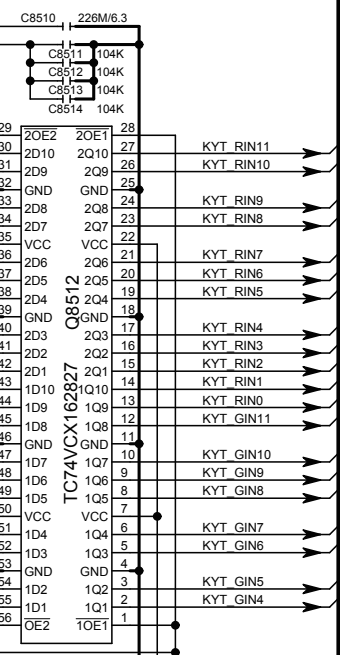 C8510 226M/6.3
C8511 104K
C8512 104K
C8513 104K
C8514 104K
29 2OE2 2OE1 28
30 2D10 2Q10 27 KYT_RIN11
31 2D9 2Q9 26 KYT_RIN10
32 GND GND 25
33 2D8 2Q8 24 KYT_RIN9
34 2D7 2Q7 23 KYT_RIN8
35 VCC VCC 22
36 2D6 2Q6 21 KYT_RIN7
37 2D5 2Q5 20 KYT_RIN6
38 2D4 2Q4 19 KYT_RIN5
39 GND GND 18
40 2D3 2Q3 17 KYT_RIN4
41 2D2 2Q2 16 KYT_RIN3
42 2D1 2Q1 15 KYT_RIN2
43 1D10 1Q10 14 KYT_RIN1
44 1D9 1Q9 13 KYT_RIN0
45 1D8 1Q8 12 KYT_GIN11
46 GND GND 11
47 1D7 1Q7 10 KYT_GIN10
48 1D6 1Q6 9 KYT_GIN9
49 1D5 1Q5 8 KYT_GIN8
50 VCC VCC 7
51 1D4 1Q4 6 KYT_GIN7
52 1D3 1Q3 5 KYT_GIN6
53 GND GND 4
54 1D2 1Q2 3 KYT_GIN5
55 1D1 1Q1 2 KYT_GIN4
56 OE2 1OE1 1
Q8512
TC74VCX162827